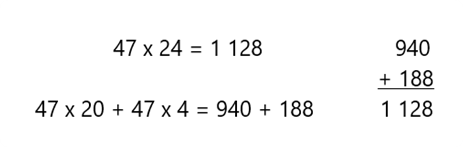 47 x 24 = 1 128
47 x 20 + 47 x 4 = 940 + 188
940
+ 188
1 128